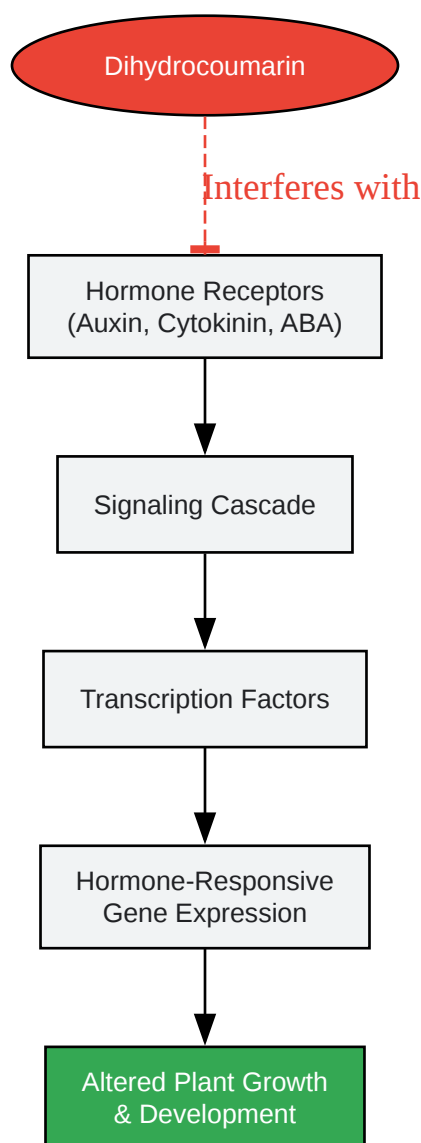 Dihydrocoumarin
Interferes with
Hormone Receptors
(Auxin, Cytokinin, ABA)
Signaling Cascade
Transcription Factors
Hormone-Responsive
Gene Expression
Altered Plant Growth
& Development